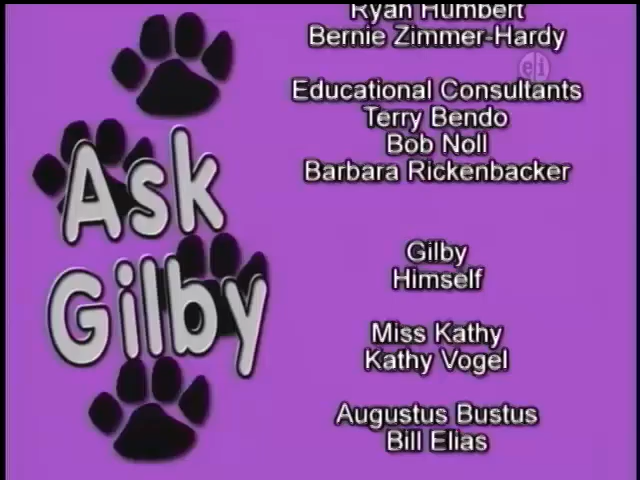 Ask
Gilby
Ryan Humbert
Bernie Zimmer-Hardy
e/i
Educational Consultants
Terry Bendo
Bob Noll
Barbara Rickenbacker
Gilby
Himself
Miss Kathy
Kathy Vogel
Augustus Bustus
Bill Elias